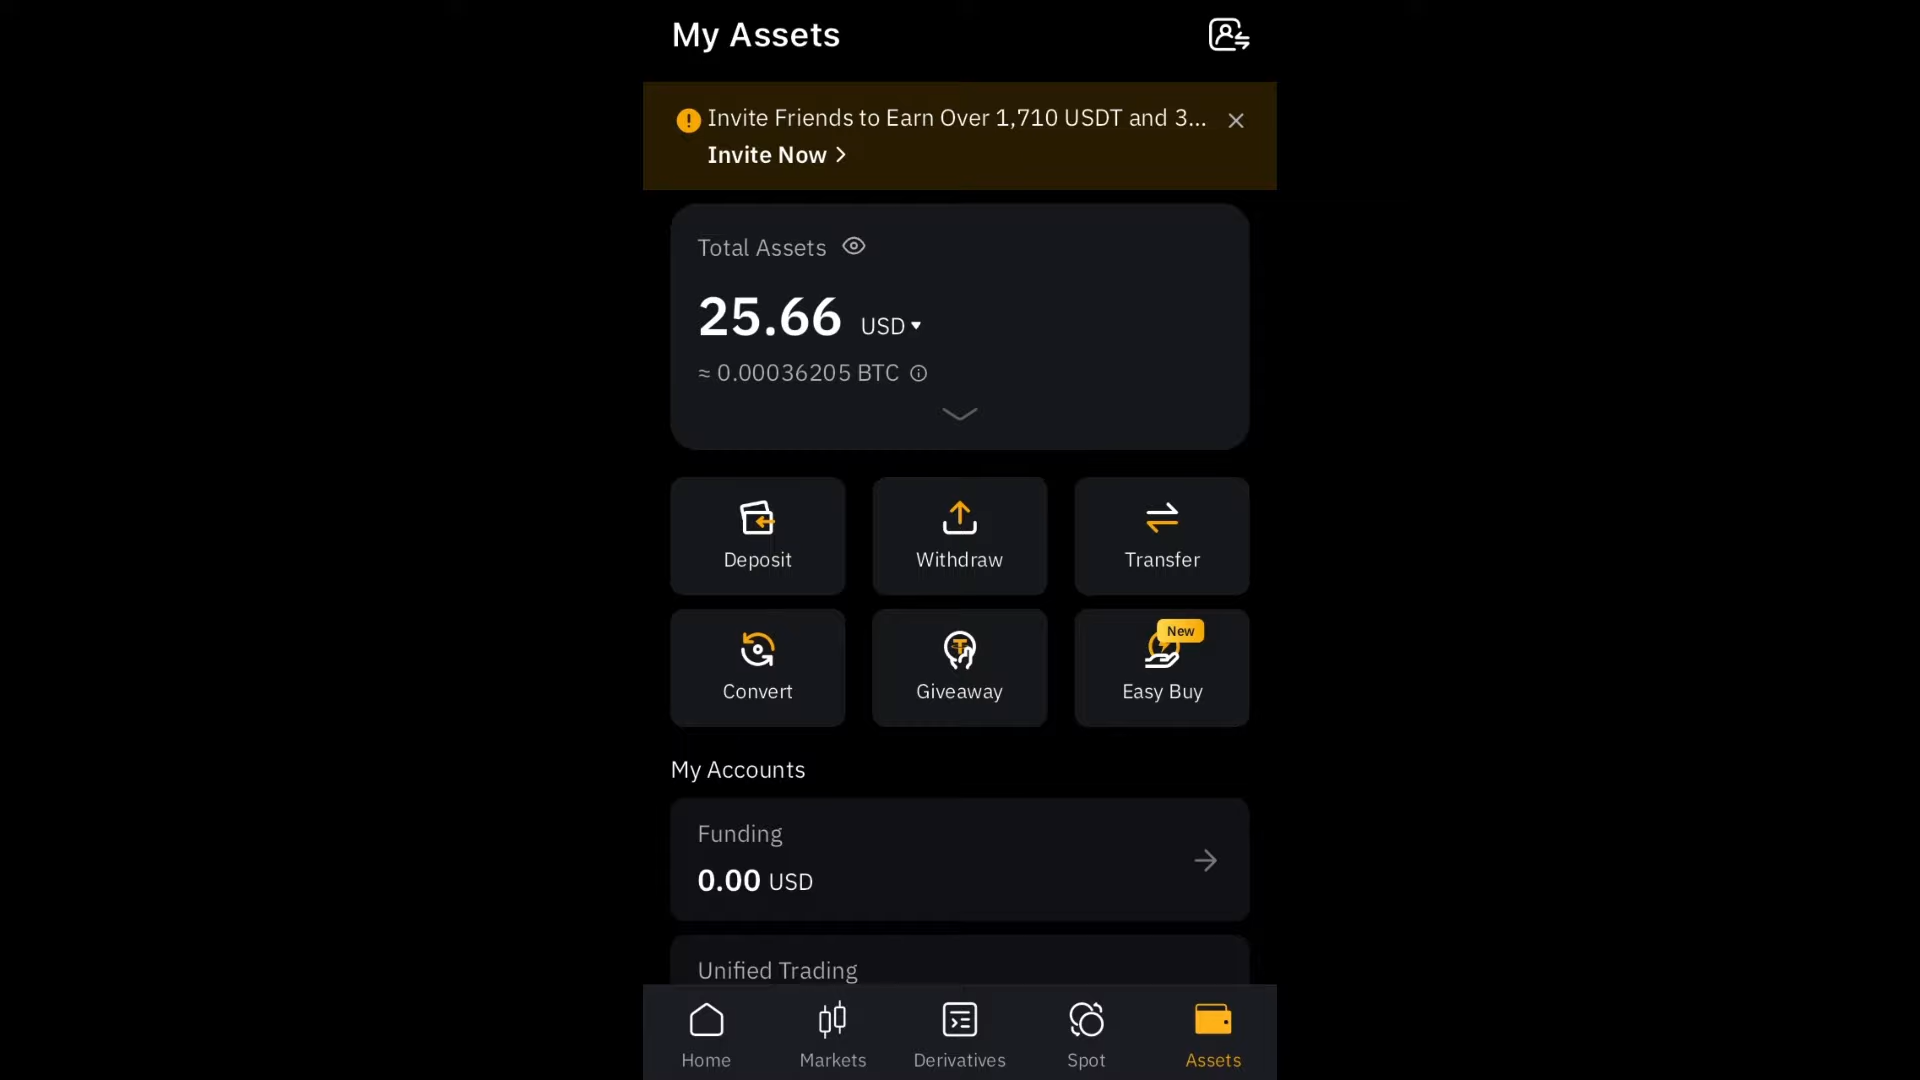 My Assets
Invite Friends to Earn Over 1,710 USDT and 3...
Invite Now
Total Assets
25.66 USD
≈ 0.00036205 BTC
Deposit
Withdraw
Transfer
New
Convert
Giveaway
Easy Buy
My Accounts
Funding
0.00 USD
Unified Trading
Home
Markets
Derivatives
Spot
Assets